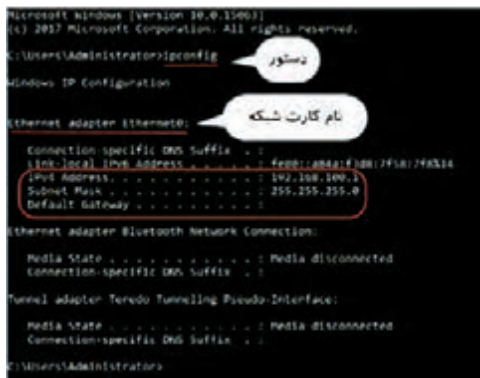 Microsoft Windows [Version 10.0.15063]
(c) 2017 Microsoft Corporation. All rights reserved.
C:\Users\Administrator>ipconfig
دستور
Windows IP Configuration
نام کارت شبکه
Ethernet adapter Ethernet0:
Connection-specific DNS Suffix . :
Link-local IPv6 Address . . . . . . . . . . . :
IPv4 Address. . . . . . . . . . . . : 192.168.100.1
Subnet Mask . . . . . . . . . . . . : 255.255.255.0
Default Gateway . . . . . . . . . . :
Ethernet adapter Bluetooth Network Connection:
Media State . . . . . . . . . . . . : Media disconnected
Connection-specific DNS Suffix . :
Tunnel adapter Teredo Tunneling Pseudo-Interface:
Media State . . . . . . . . . . . . : Media disconnected
Connection-specific DNS Suffix . :
C:\Users\Administrator>